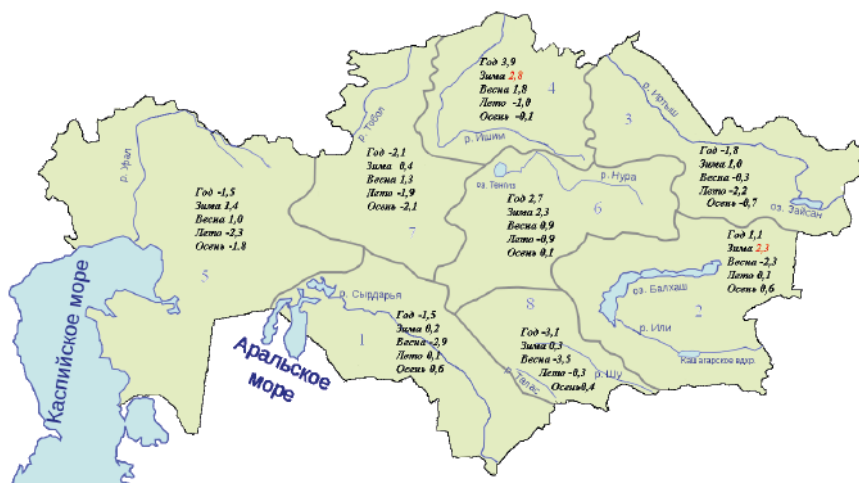 Год 3,9
Зима 2,8
Весна 1,8
Лето -1,0
Осень -0,1
4
р. Тобол
р. Ишим
р. Иртыш
3
Год -1,8
Зима 1,0
Весна -0,3
Лето -2,2
Осень -0,7
оз. Зайсан
р. Урал
Год -1,5
Зима 1,4
Весна 1,0
Лето -2,3
Осень -1.8
5
Год -2,1
Зима 0,4
Весна 1,3
Лето -1,9
Осень -2,1
7
оз. Тенгиз
р. Нура
Год 2,7
Зима 2,3
Весна 0,9
Лето -0,9
Осень 0,1
6
Год 1,1
Зима 2,3
Весна -2,3
Лето 0,1
Осень 0,6
оз. Балхаш
2
р. Или
Капшагарское вдхр.
Каспийское море
Аральское
море
р. Сырдарья
1
Год -1,5
Зима 0,2
Весна -2,9
Лето 0,1
Осень 0,6
8
Год -3,1
Зима 0,3
Весна -3,5
Лето -0,3
Осень 0,4
р. Талас
р. Шу